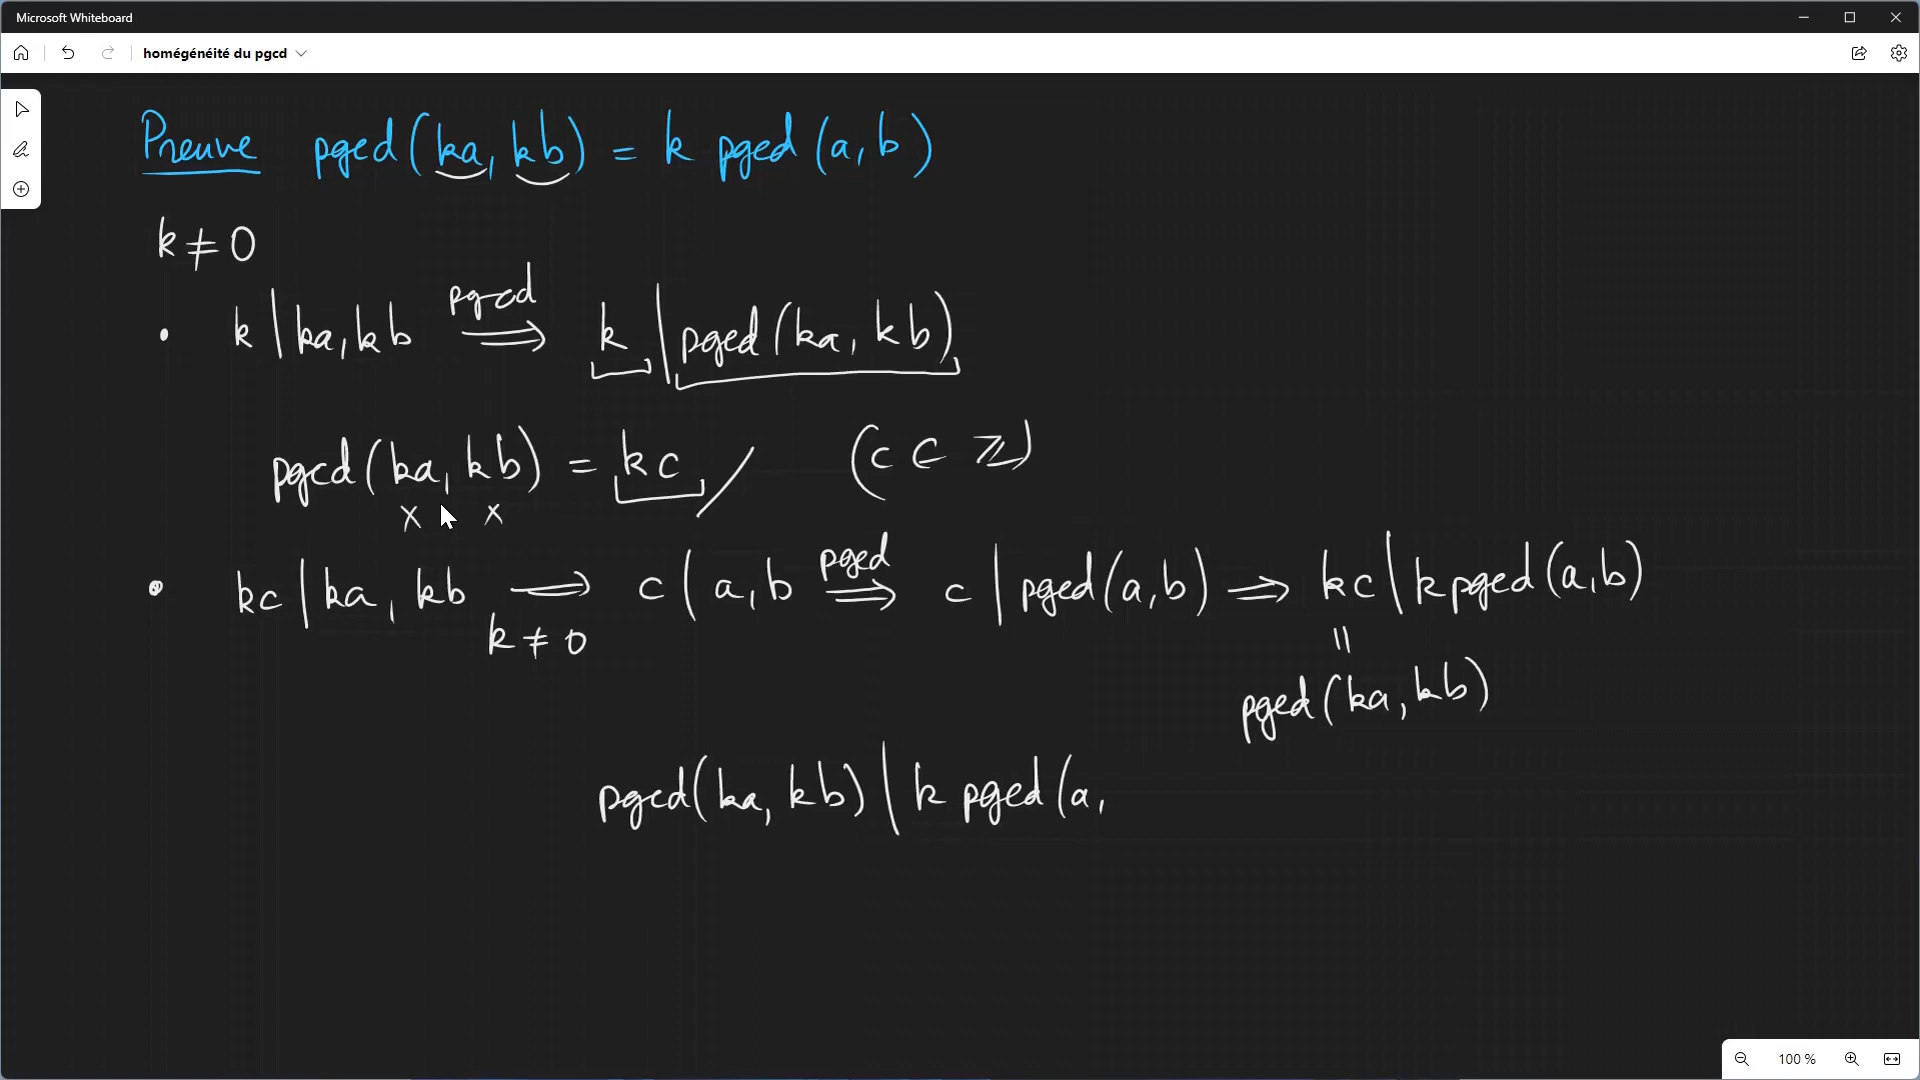 Microsoft Whiteboard
homégénéité du pgcd
Preuve pgcd(ka, kb) = k pgcd(a, b)
k ≠ 0
• k | ka, kb ⟹ (pgcd) k | pgcd(ka, kb)
pgcd(ka, kb) = kc / (c ∈ ℤ)
x x
• kc | ka, kb ⟹ (k ≠ 0) c | a, b ⟹ (pgcd) c | pgcd(a, b) ⟹ kc | k pgcd(a, b)
=
pgcd(ka, kb)
pgcd(ka, kb) | k pgcd(a,
100 %